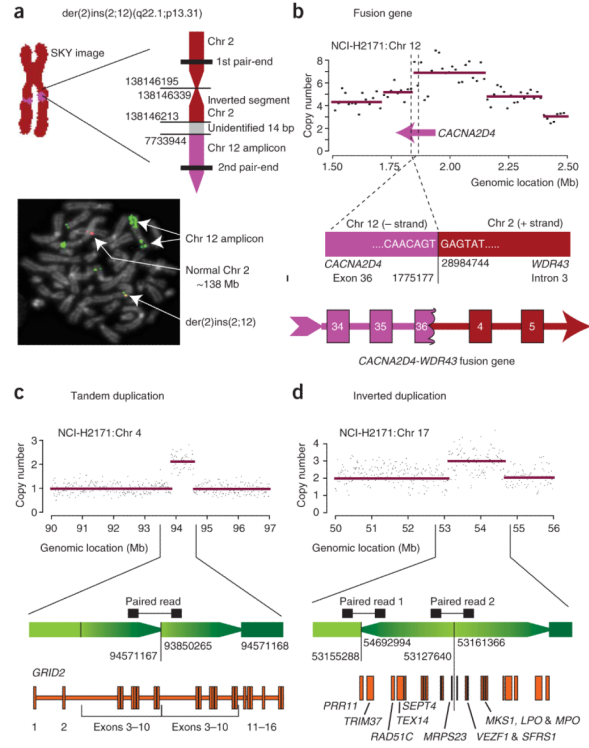 a
der(2)ins(2;12)(q22.1;p13.31)
SKY image
Chr 2
1st pair-end
138146195
138146339
Inverted segment
Chr 2
138146213
Unidentified 14 bp
7733944
Chr 12 amplicon
2nd pair-end
Chr 12 amplicon
Normal Chr 2
~138 Mb
der(2)ins(2;12)
b
Fusion gene
NCI-H2171: Chr 12
Copy number
8
6
4
2
0
CACNA2D4
1.50
2.00
2.50
Genomic location (Mb)
Chr 12 (– strand)
Chr 2 (+ strand)
....CAACAGT
GAGTAT.....
CACNA2D4
28984744
WDR43
Exon 36
1775177
Intron 3
34
35
36
4
5
CACNA2D4-WDR43 fusion gene
c
Tandem duplication
NCI-H2171: Chr 4
Copy number
3
2
1
0
90
91
92
93
94
95
96
97
Genomic location (Mb)
Paired read
93850265
94571168
94571167
GRID2
1
2
Exons 3–10
Exons 3–10
11–16
d
Inverted duplication
NCI-H2171: Chr 17
Copy number
4
3
2
1
0
50
51
52
53
54
55
56
Genomic location (Mb)
Paired read 1
Paired read 2
54692994
53161366
53155288
53127640
PRR11
SEPT4
MKS1, LPO & MPO
TRIM37
TEX14
RAD51C
MRPS23
VEZF1 & SFRS1